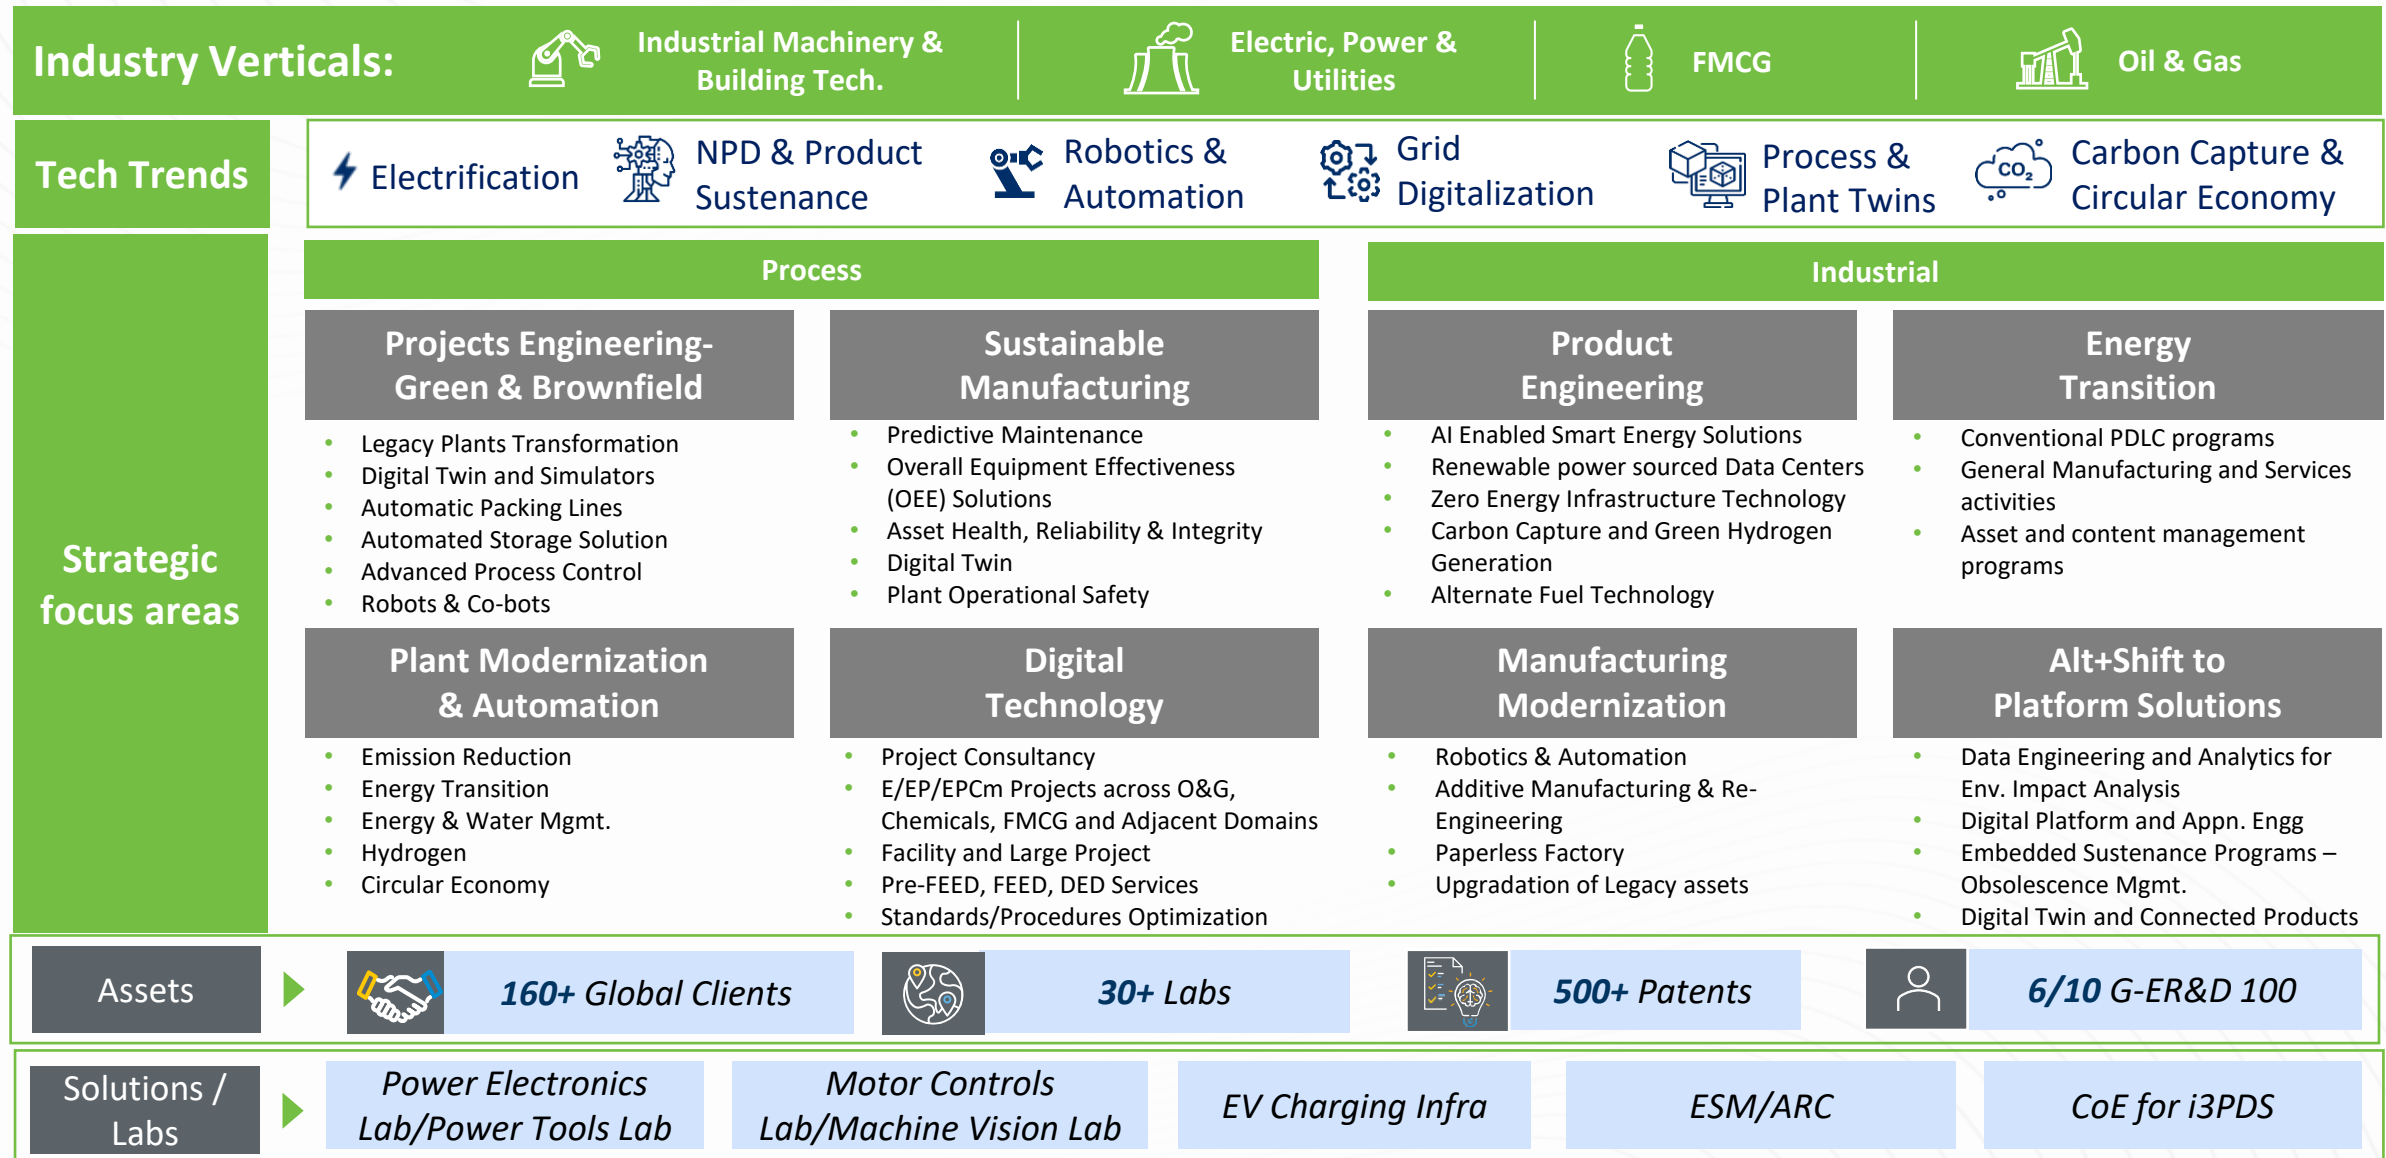 Industry Verticals:
Industrial Machinery &
Building Tech.
Electric, Power &
Utilities
FMCG
Oil & Gas
Tech Trends
Electrification
NPD & Product
Sustenance
Robotics &
Automation
Grid
Digitalization
Process &
Plant Twins
CO2
Carbon Capture &
Circular Economy
Strategic
focus areas
Process
Industrial
Projects Engineering-
Green & Brownfield
• Legacy Plants Transformation
• Digital Twin and Simulators
• Automatic Packing Lines
• Automated Storage Solution
• Advanced Process Control
• Robots & Co-bots
Sustainable
Manufacturing
• Predictive Maintenance
• Overall Equipment Effectiveness
(OEE) Solutions
• Asset Health, Reliability & Integrity
• Digital Twin
• Plant Operational Safety
Product
Engineering
• AI Enabled Smart Energy Solutions
• Renewable power sourced Data Centers
• Zero Energy Infrastructure Technology
• Carbon Capture and Green Hydrogen
Generation
• Alternate Fuel Technology
Energy
Transition
• Conventional PDLC programs
• General Manufacturing and Services
activities
• Asset and content management
programs
Plant Modernization
& Automation
• Emission Reduction
• Energy Transition
• Energy & Water Mgmt.
• Hydrogen
• Circular Economy
Digital
Technology
• Project Consultancy
• E/EP/EPCm Projects across O&G,
Chemicals, FMCG and Adjacent Domains
• Facility and Large Project
• Pre-FEED, FEED, DED Services
• Standards/Procedures Optimization
Manufacturing
Modernization
• Robotics & Automation
• Additive Manufacturing & Re-
Engineering
• Paperless Factory
• Upgradation of Legacy assets
Alt+Shift to
Platform Solutions
• Data Engineering and Analytics for
Env. Impact Analysis
• Digital Platform and Appn. Engg
• Embedded Sustenance Programs –
Obsolescence Mgmt.
• Digital Twin and Connected Products
Assets
160+ Global Clients
30+ Labs
500+ Patents
6/10 G-ER&D 100
Solutions /
Labs
Power Electronics
Lab/Power Tools Lab
Motor Controls
Lab/Machine Vision Lab
EV Charging Infra
ESM/ARC
CoE for i3PDS